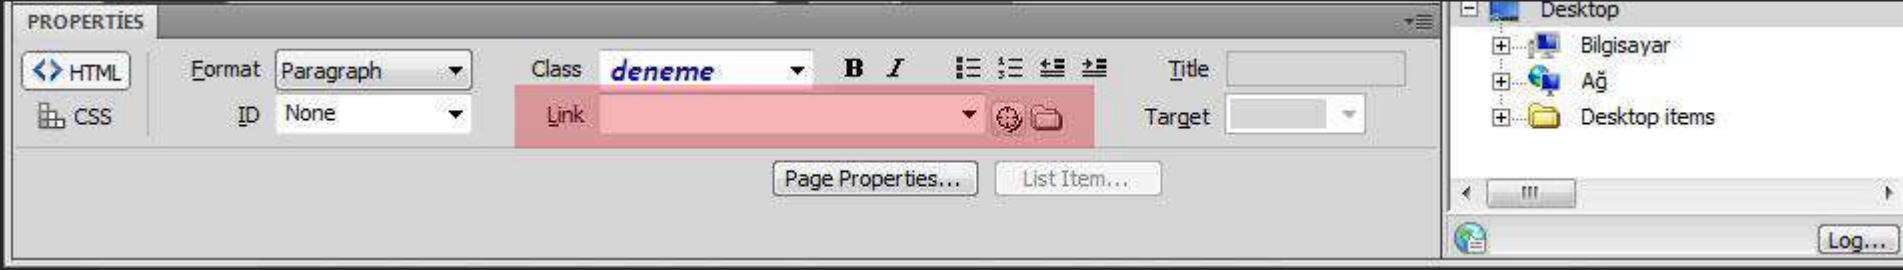 PROPERTİES
HTML Format Paragraph Class deneme B I Title
CSS ID None Link Target
Page Properties... List Item...
Desktop
Bilgisayar
Ağ
Desktop items
Log...